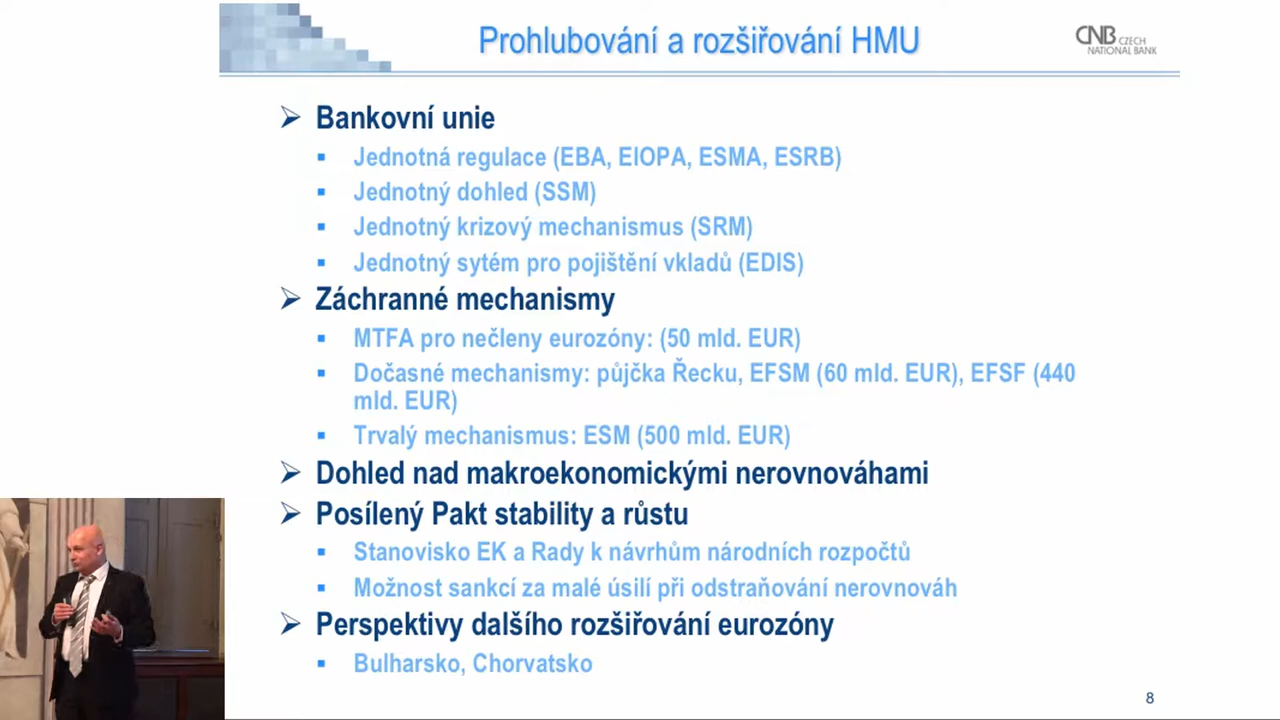 Prohlubování a rozšiřování HMU
CNB CZECH
NATIONAL BANK
Bankovní unie
Jednotná regulace (EBA, EIOPA, ESMA, ESRB)
Jednotný dohled (SSM)
Jednotný krizový mechanismus (SRM)
Jednotný sytém pro pojištění vkladů (EDIS)
Záchranné mechanismy
MTFA pro nečleny eurozóny: (50 mld. EUR)
Dočasné mechanismy: půjčka Řecku, EFSM (60 mld. EUR), EFSF (440
mld. EUR)
Trvalý mechanismus: ESM (500 mld. EUR)
Dohled nad makroekonomickými nerovnováhami
Posílený Pakt stability a růstu
Stanovisko EK a Rady k návrhům národních rozpočtů
Možnost sankcí za malé úsilí při odstraňování nerovnováh
Perspektivy dalšího rozšiřování eurozóny
Bulharsko, Chorvatsko
8